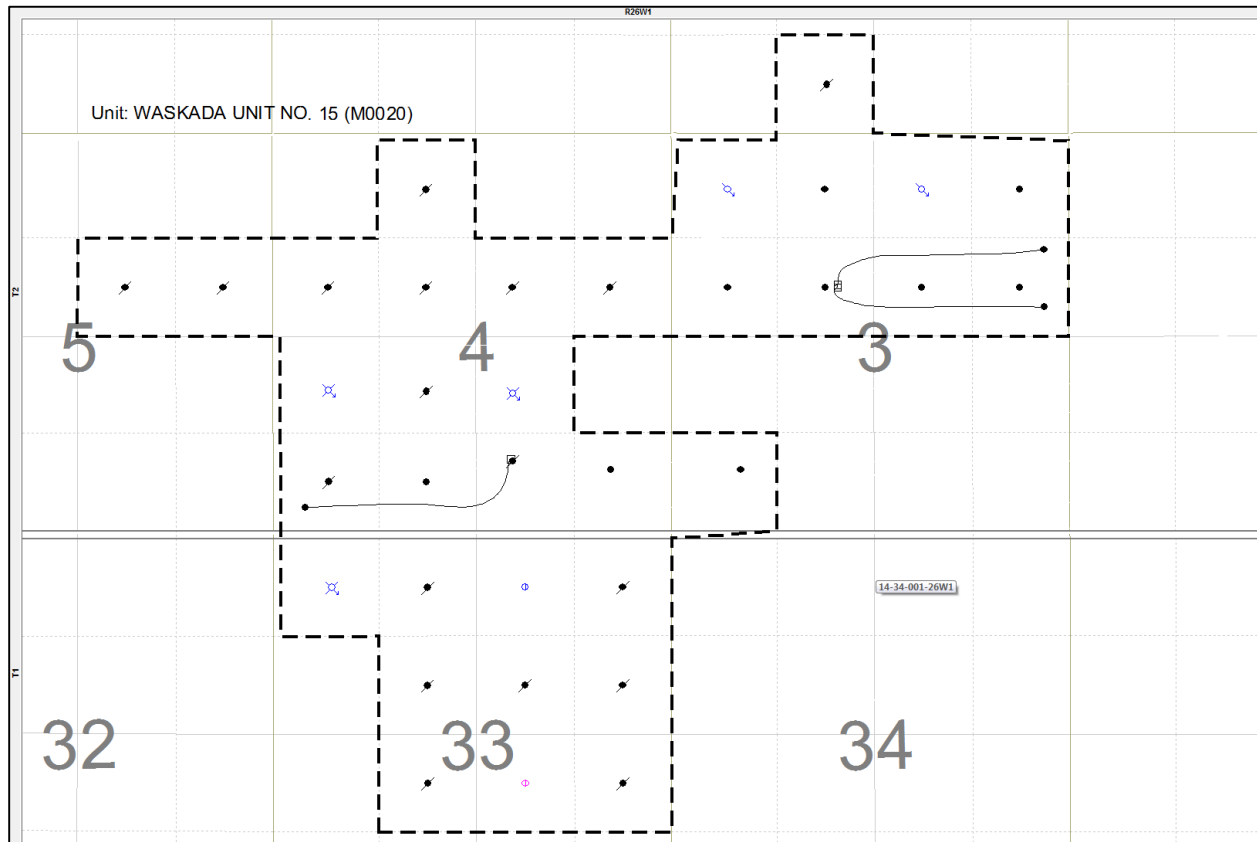 R26W1
Unit: WASKADA UNIT NO. 15 (M0020)
T2
5
4
3
14-34-001-26W1
T1
32
33
34